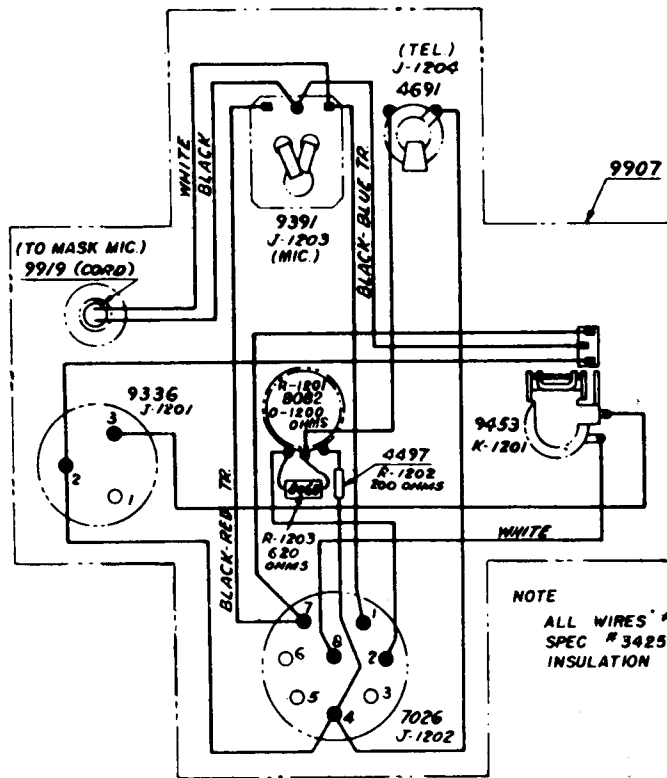 (TEL.)
J-1204
4691
9907
WHITE
BLACK
9391
J-1203
(MIC.)
BLACK-BLUE TR.
(TO MASK MIC.)
9919 (CORD)
9336
J-1201
3
2
1
R-1201
8082
0-1200
OHMS
9453
K-1201
4497
R-1202
200 OHMS
R-1203
620
OHMS
BLACK-RED TR.
WHITE
7
1
6
8
2
5
3
4
7026
J-1202
NOTE
ALL WIRES
SPEC #3425
INSULATION